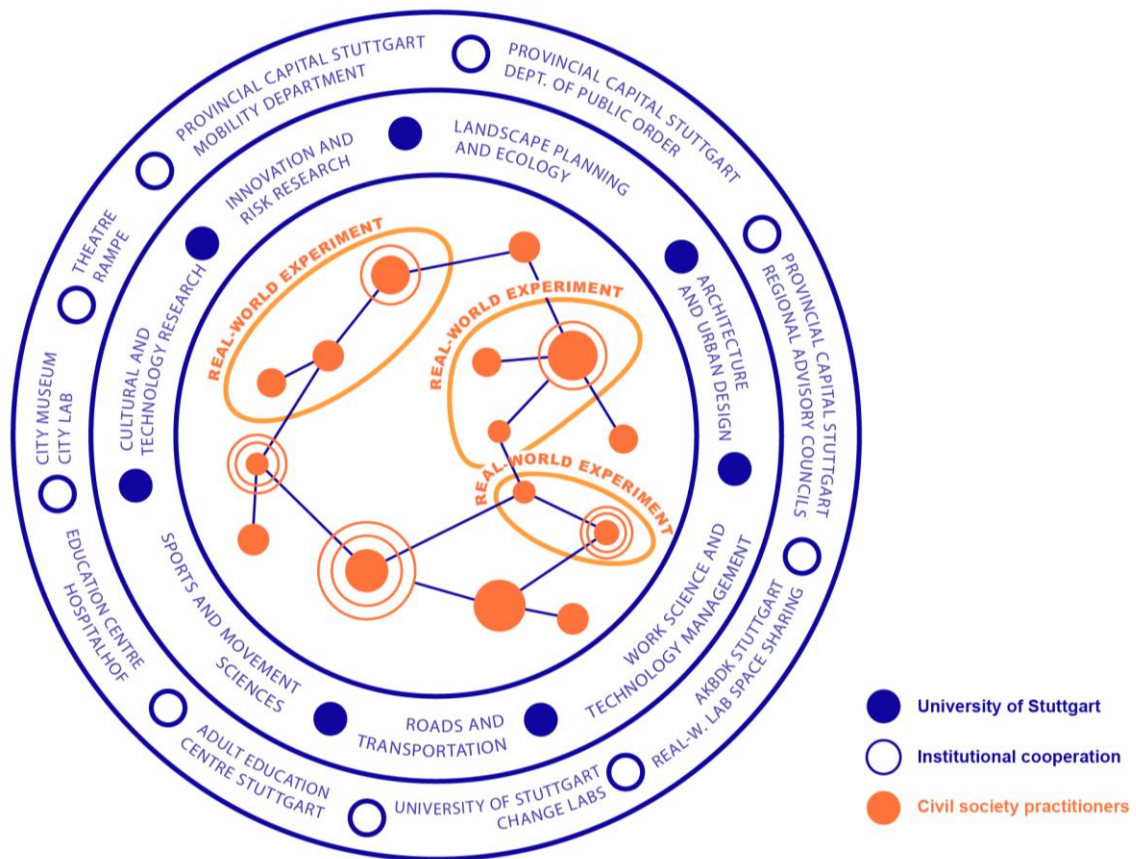 PROVINCIAL CAPITAL STUTTGART
MOBILITY DEPARTMENT
PROVINCIAL CAPITAL STUTTGART
DEPT. OF PUBLIC ORDER
PROVINCIAL CAPITAL STUTTGART
REGIONAL ADVISORY COUNCILS
AKBDK STUTTGART
REAL-W. LAB SPACE SHARING
UNIVERSITY OF STUTTGART
CHANGE LABS
ADULT EDUCATION
CENTRE STUTTGART
EDUCATION CENTRE
HOSPITALHOF
CITY MUSEUM
CITY LAB
THEATRE
RAMPE
INNOVATION AND
RISK RESEARCH
LANDSCAPE PLANNING
AND ECOLOGY
ARCHITECTURE
AND URBAN DESIGN
WORK SCIENCE AND
TECHNOLOGY MANAGEMENT
ROADS AND
TRANSPORTATION
SPORTS AND MOVEMENT
SCIENCES
CULTURAL AND
TECHNOLOGY RESEARCH
REAL-WORLD EXPERIMENT
REAL-WORLD EXPERIMENT
REAL-WORLD EXPERIMENT
University of Stuttgart
Institutional cooperation
Civil society practitioners